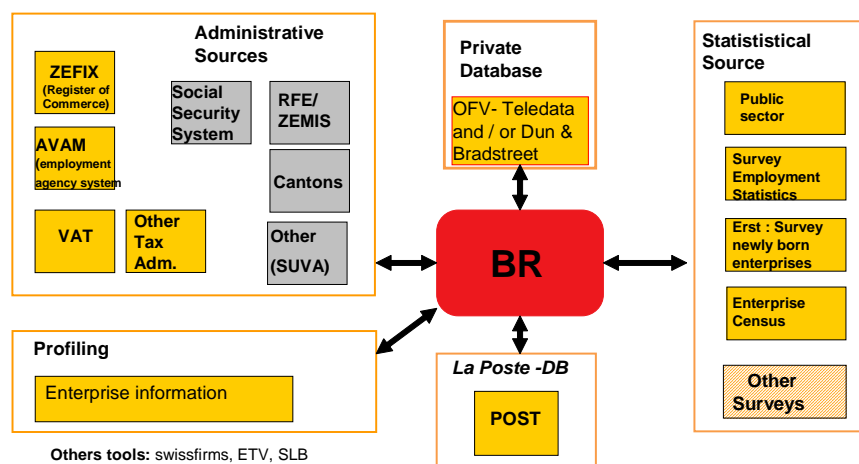 Administrative
Sources
ZEFIX
(Register of
Commerce)
AVAM
(employment
agency system
VAT
Other
Tax
Adm.
Social
Security
System
RFE/
ZEMIS
Cantons
Other
(SUVA)
Private
Database
OFV- Teledata
and / or Dun &
Bradstreet
BR
Statististical
Source
Public
sector
Survey
Employment
Statistics
Erst : Survey
newly born
enterprises
Enterprise
Census
Other
Surveys
Profiling
Enterprise information
La Poste -DB
POST
Others tools: swissfirms, ETV, SLB